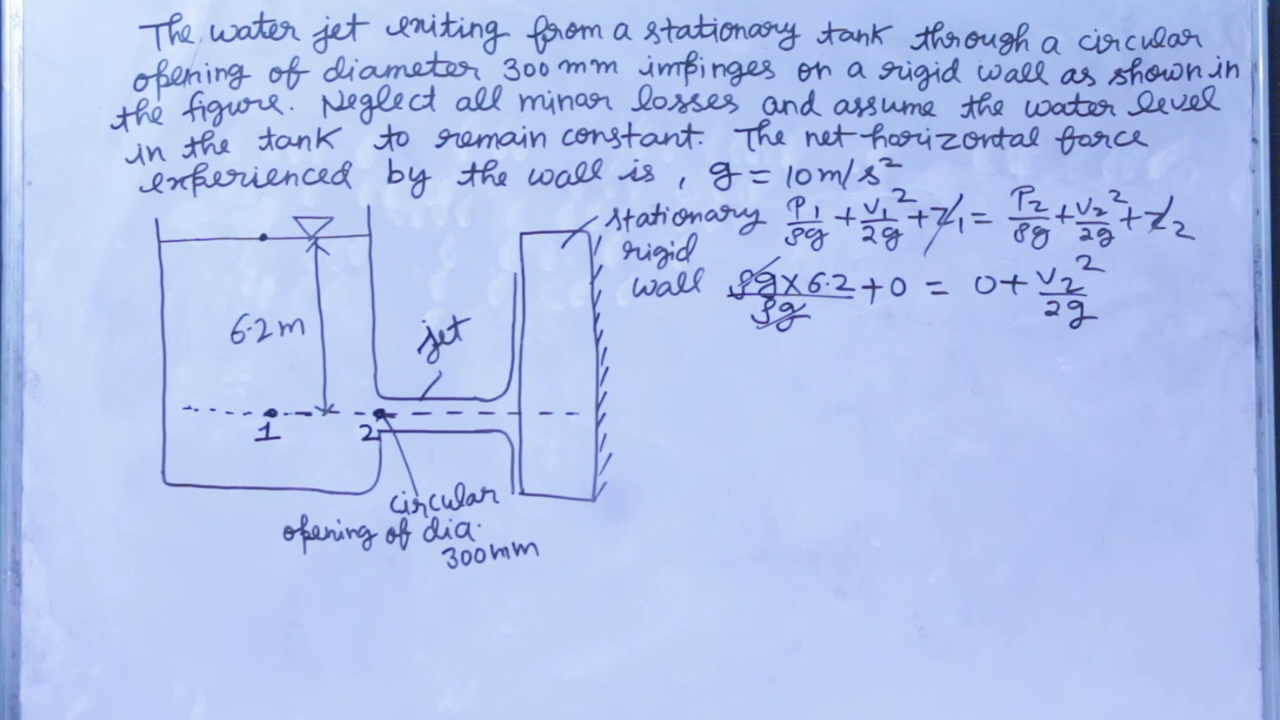 The water jet exiting from a stationary tank through a circular
opening of diameter 300 mm impinges on a rigid wall as shown in
the figure. Neglect all minor losses and assume the water level
in the tank to remain constant. The net horizontal force
experienced by the wall is, g = 10 m/s²
stationary
rigid
wall
P₁/ρg + V₁²/2g + Z₁ = P₂/ρg + V₂²/2g + Z₂
ρg×6.2/ρg + 0 = 0 + V₂²/2g
6.2 m
jet
1
2
circular
opening of dia.
300 mm